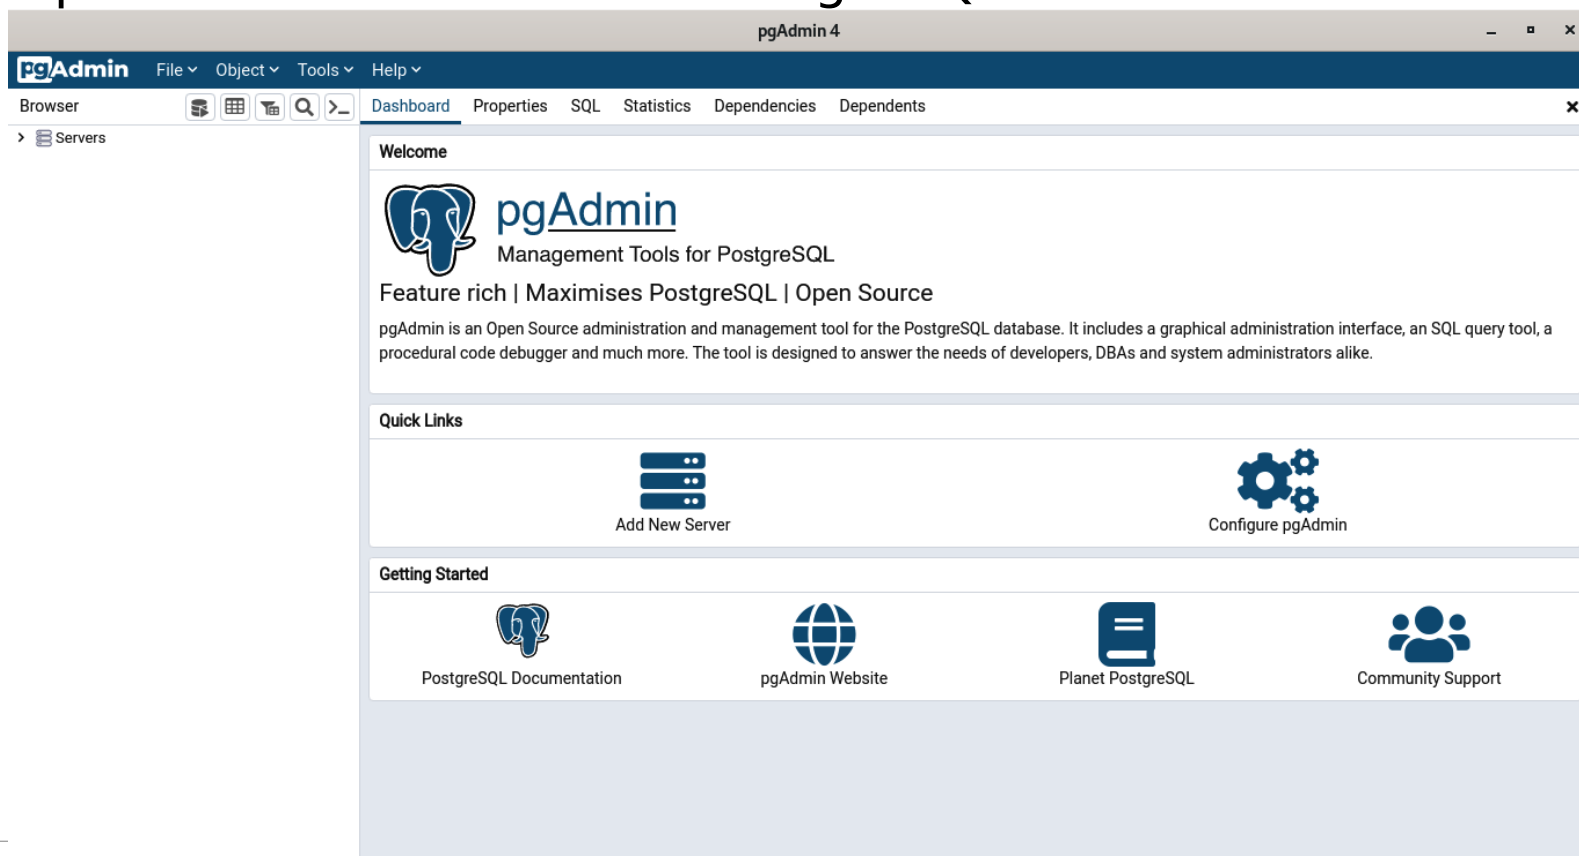 pgAdmin 4
pgAdmin File Object Tools Help
Browser
Dashboard Properties SQL Statistics Dependencies Dependents
Servers
Welcome
pgAdmin
Management Tools for PostgreSQL
Feature rich | Maximises PostgreSQL | Open Source
pgAdmin is an Open Source administration and management tool for the PostgreSQL database. It includes a graphical administration interface, an SQL query tool, a
procedural code debugger and much more. The tool is designed to answer the needs of developers, DBAs and system administrators alike.
Quick Links
Add New Server
Configure pgAdmin
Getting Started
PostgreSQL Documentation
pgAdmin Website
Planet PostgreSQL
Community Support